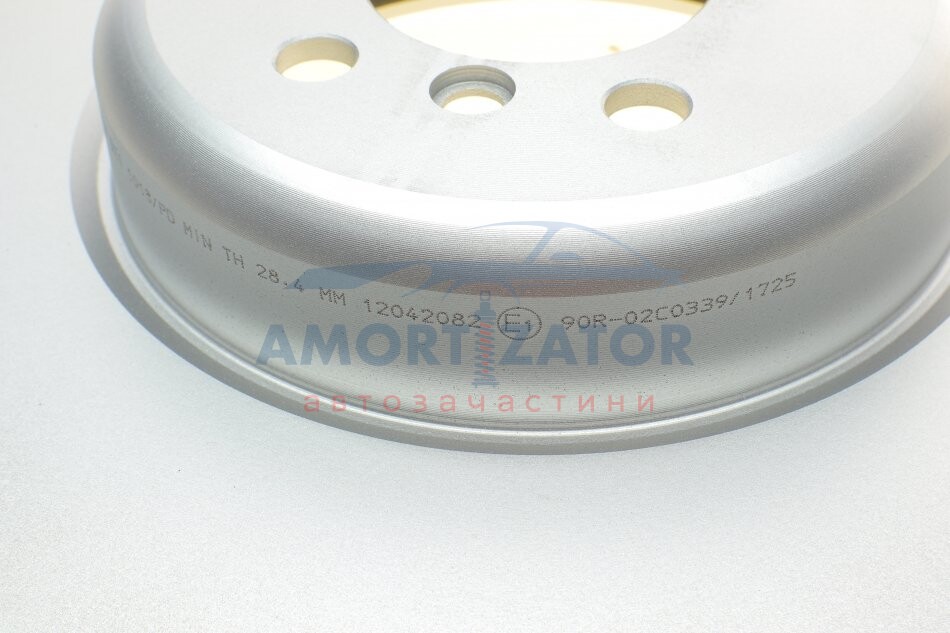 MIN TH 28,4 MM 12042082 E1 90R-02C0339/1725
AMORTIZATOR
автозачастини